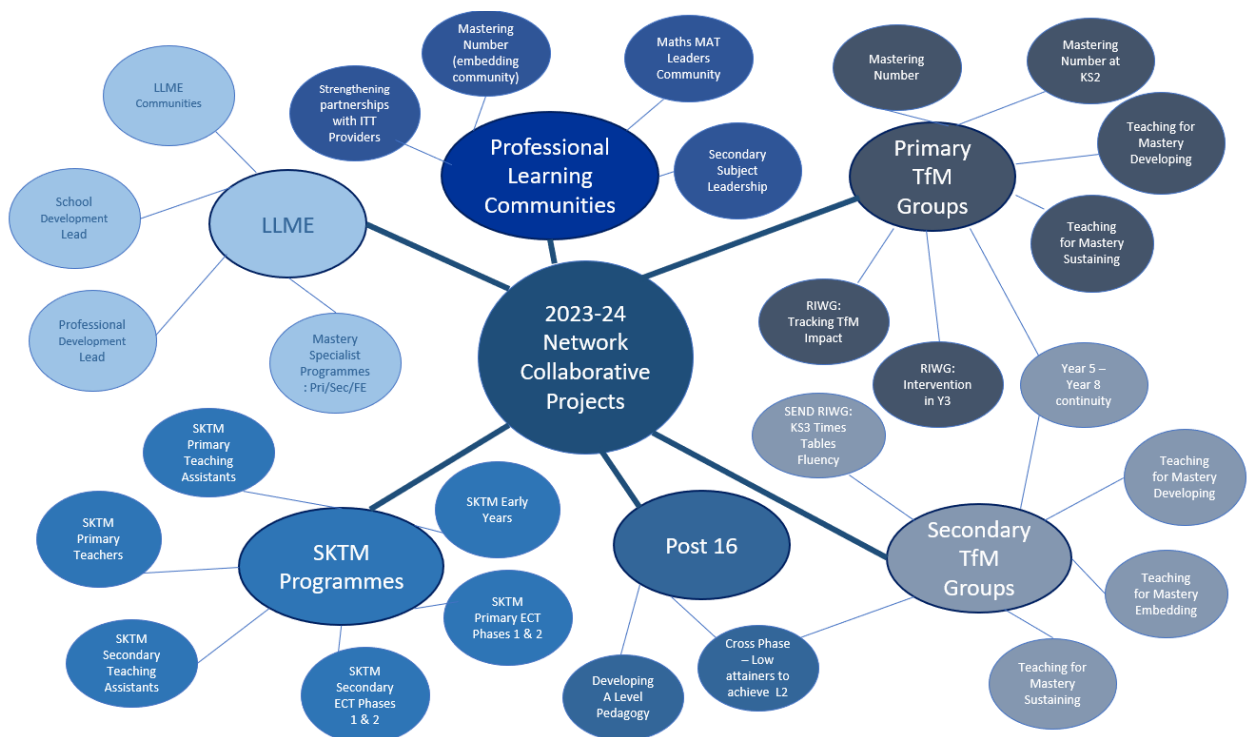 Mastering
Number
(embedding
community)
Maths MAT
Leaders
Community
Mastering
Number
Mastering
Number at
KS2
LLME
Communities
Strengthening
partnerships
with ITT
Providers
Professional
Learning
Communities
Secondary
Subject
Leadership
Primary
TfM
Groups
Teaching
for Mastery
Developing
School
Development
Lead
LLME
Teaching
for Mastery
Sustaining
Professional
Development
Lead
Mastery
Specialist
Programmes
: Pri/Sec/FE
2023-24
Network
Collaborative
Projects
RIWG:
Tracking TfM
Impact
RIWG:
Intervention
in Y3
Year 5 –
Year 8
continuity
SKTM
Primary
Teaching
Assistants
SEND RIWG:
KS3 Times
Tables
Fluency
Teaching
for Mastery
Developing
SKTM
Primary
Teachers
SKTM
Programmes
SKTM Early
Years
Post 16
Secondary
TfM
Groups
Teaching
for Mastery
Embedding
SKTM
Primary ECT
Phases 1 & 2
SKTM
Secondary
Teaching
Assistants
SKTM
Secondary
ECT Phases
1 & 2
Developing
A Level
Pedagogy
Cross Phase
– Low
attainers to
achieve L2
Teaching for
Mastery
Sustaining